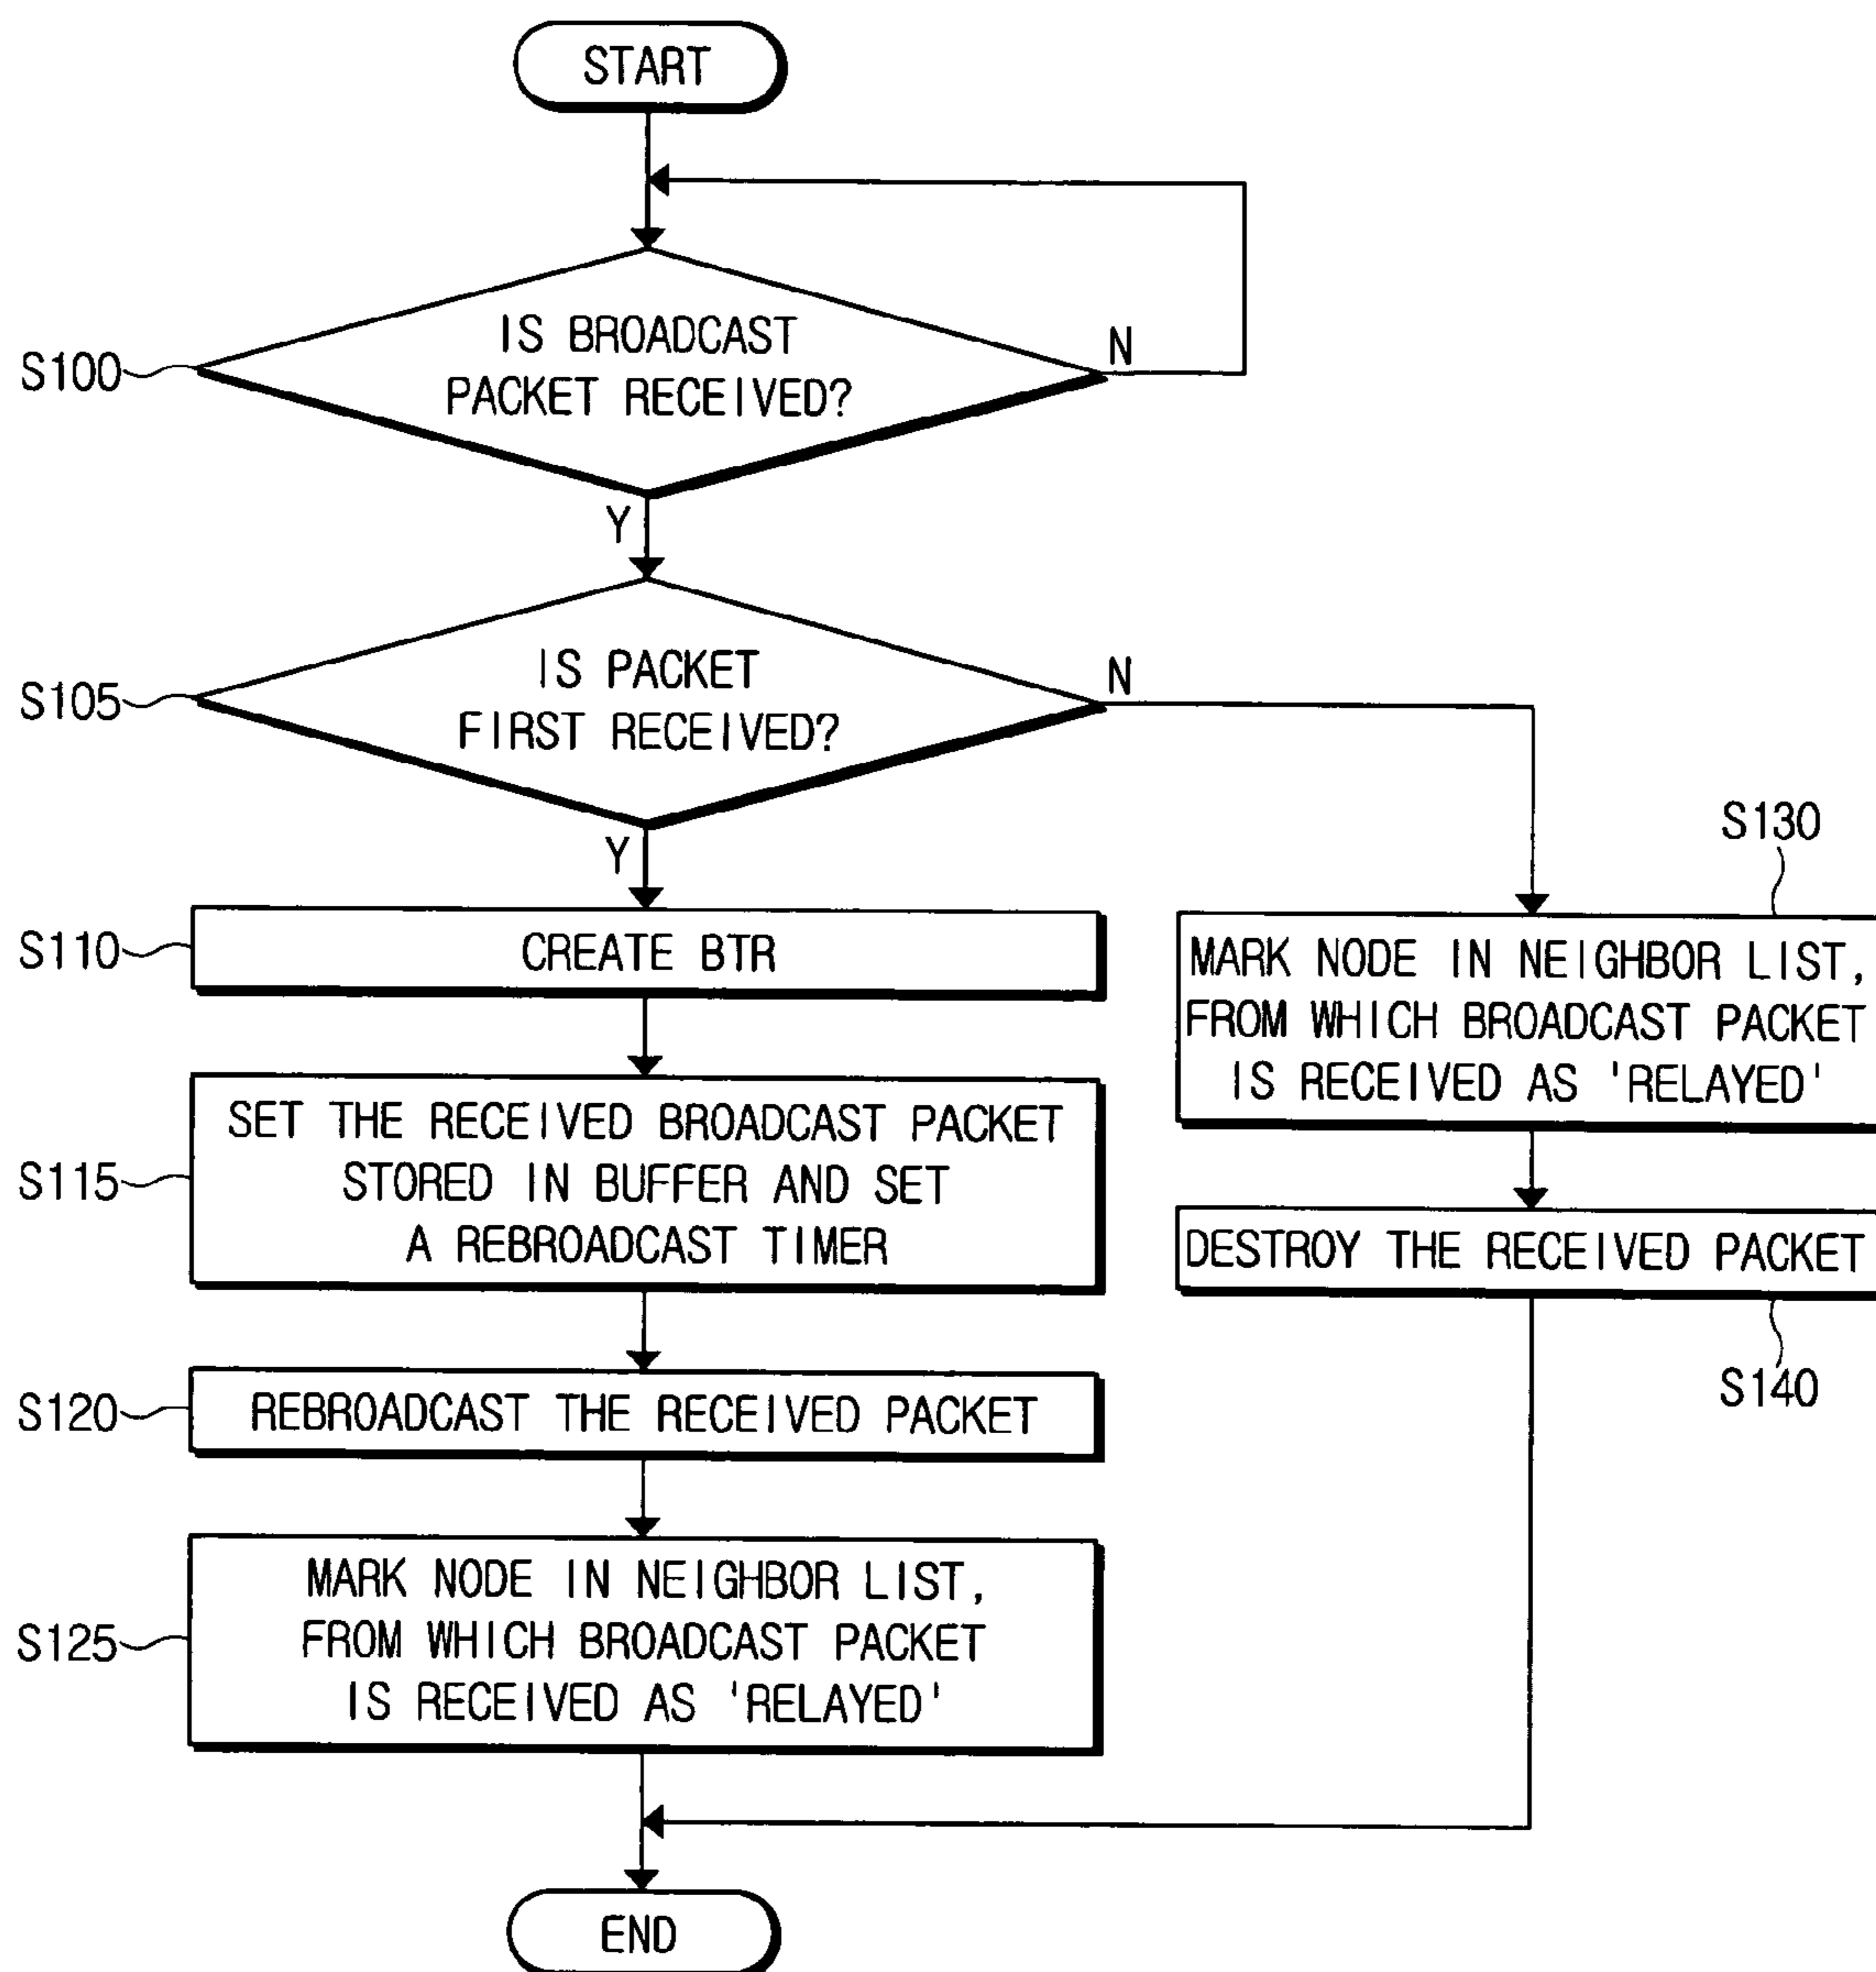 START
IS BROADCAST
PACKET RECEIVED?
N
S100
Y
IS PACKET
FIRST RECEIVED?
N
S105
Y
S110
CREATE BTR
S115
SET THE RECEIVED BROADCAST PACKET
STORED IN BUFFER AND SET
A REBROADCAST TIMER
S120
REBROADCAST THE RECEIVED PACKET
S125
MARK NODE IN NEIGHBOR LIST,
FROM WHICH BROADCAST PACKET
IS RECEIVED AS 'RELAYED'
S130
MARK NODE IN NEIGHBOR LIST,
FROM WHICH BROADCAST PACKET
IS RECEIVED AS 'RELAYED'
DESTROY THE RECEIVED PACKET
S140
END